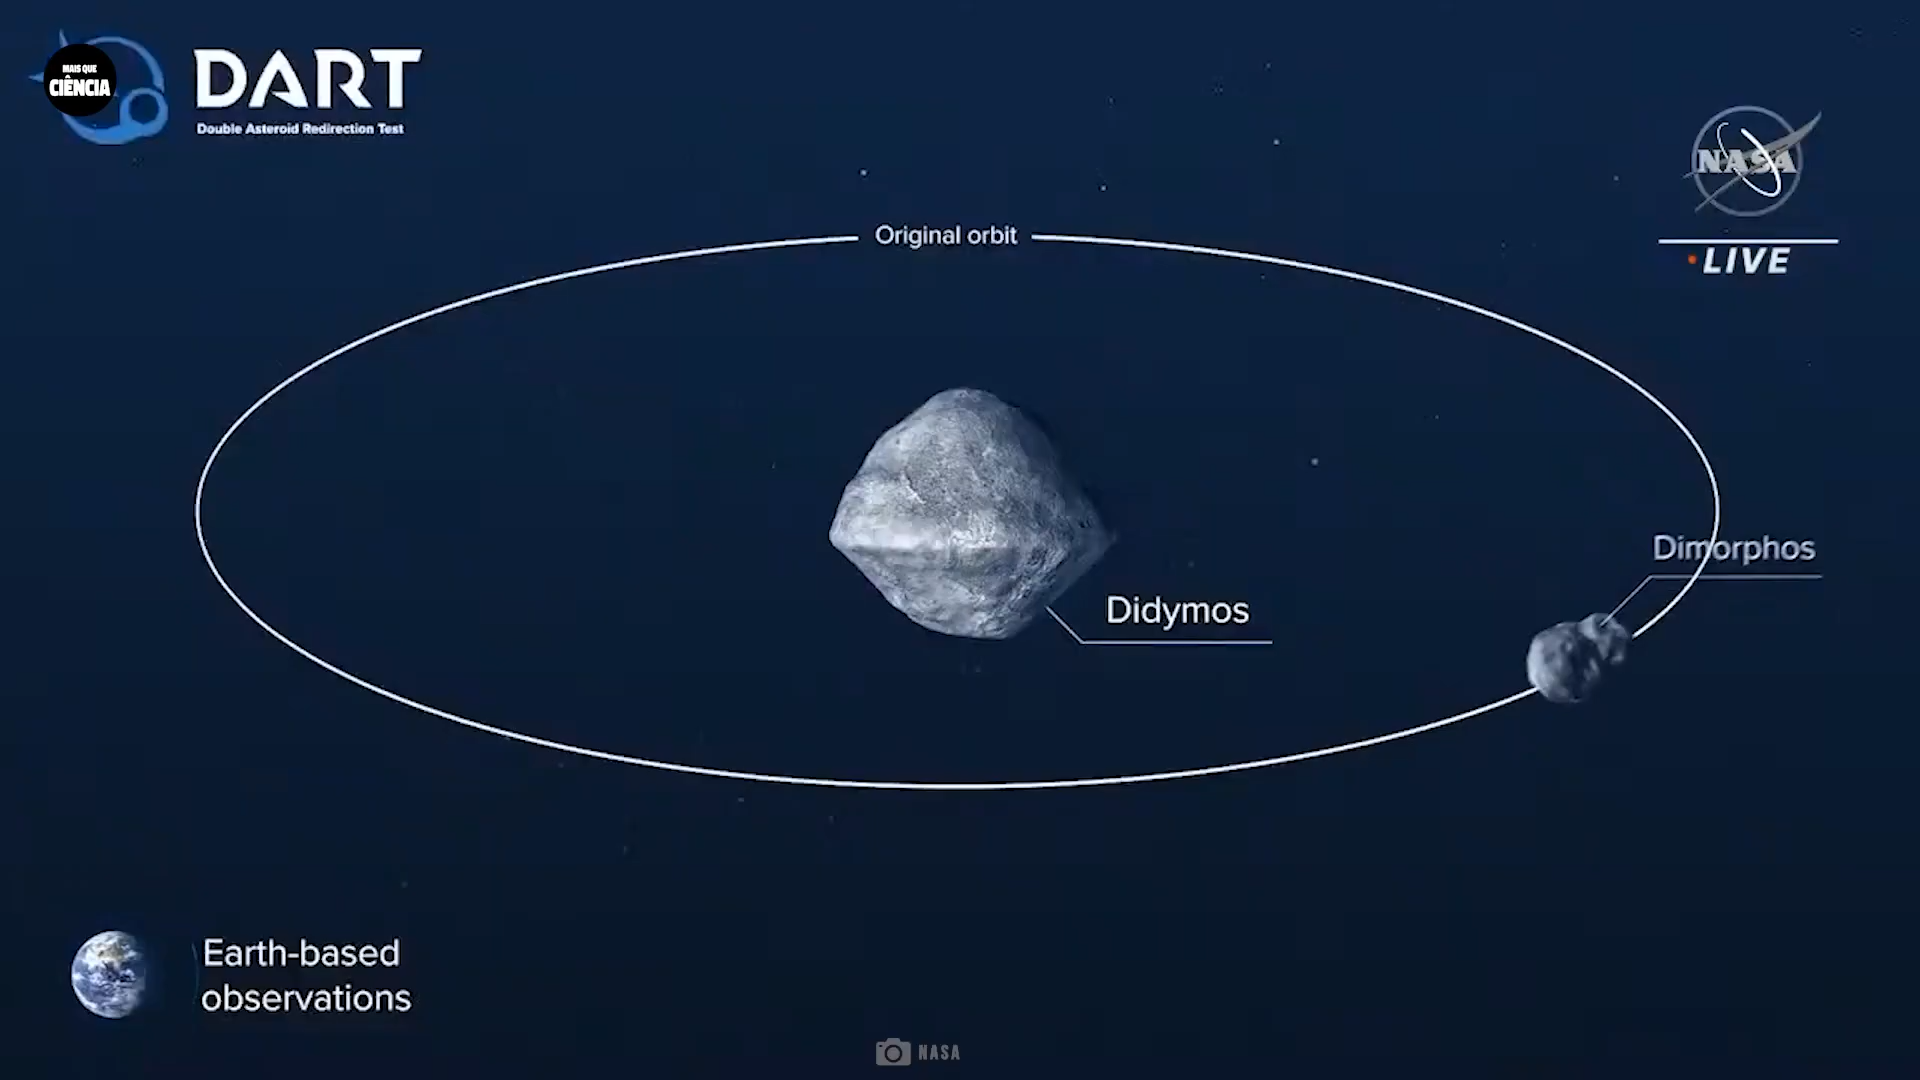 MAIS QUE
CIÊNCIA
DART
Double Asteroid Redirection Test
NASA
LIVE
Original orbit
Dimorphos
Didymos
Earth-based
observations
NASA